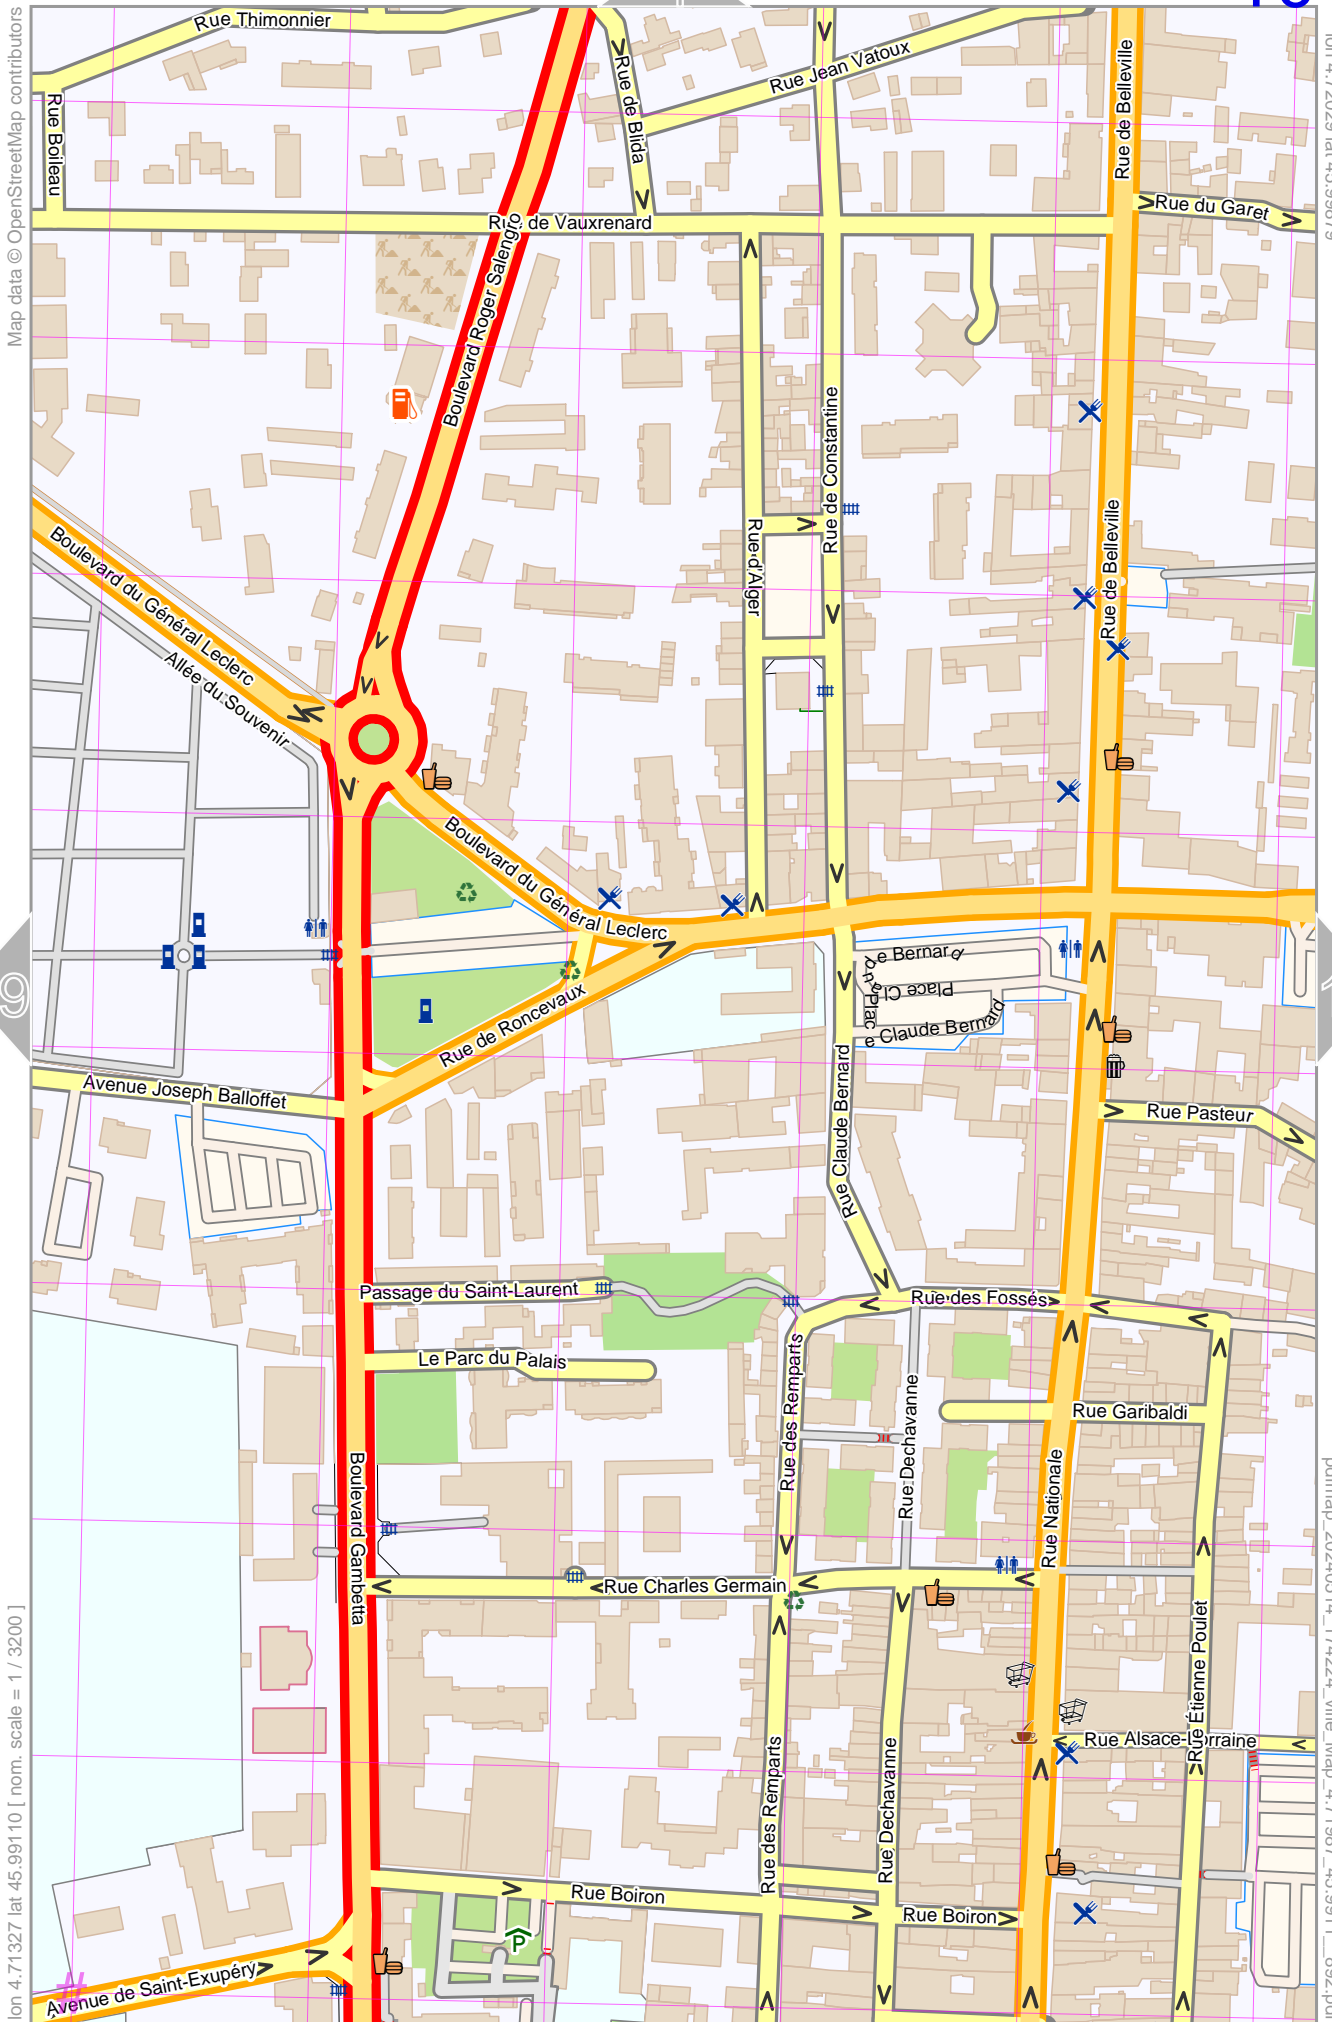 Rue Thimonnier
Rue Jean Vatoux
Rue de Blida
Rue de Belleville
Rue Boileau
Map data © OpenStreetMap contributors
Rue du Garet
de Vauxrenard
Boulevard Roger Salengro
Rue de Constantine
Rue d'Alger
Rue de Belleville
Boulevard du Général Leclerc
Allée du Souvenir
Boulevard du Général Leclerc
9
Rue de Roncevaux
Place Cl
e Claude Bernard
Rue Claude Bernard
Avenue Joseph Balloffet
Rue Pasteur
Passage du Saint-Laurent
Rue des Fossés
Le Parc du Palais
Rue des Remparts
Rue Dechavanne
Rue Garibaldi
Rue Nationale
Boulevard Gambetta
Rue Charles Germain
Rue Étienne Poulet
Rue Alsace-Lorraine
Rue des Remparts
Rue Dechavanne
Rue Boiron
Rue Boiron
P
Avenue de Saint-Exupéry
#
lon 4.71327 lat 45.99110 [ nom. scale = 1 / 3200 ]